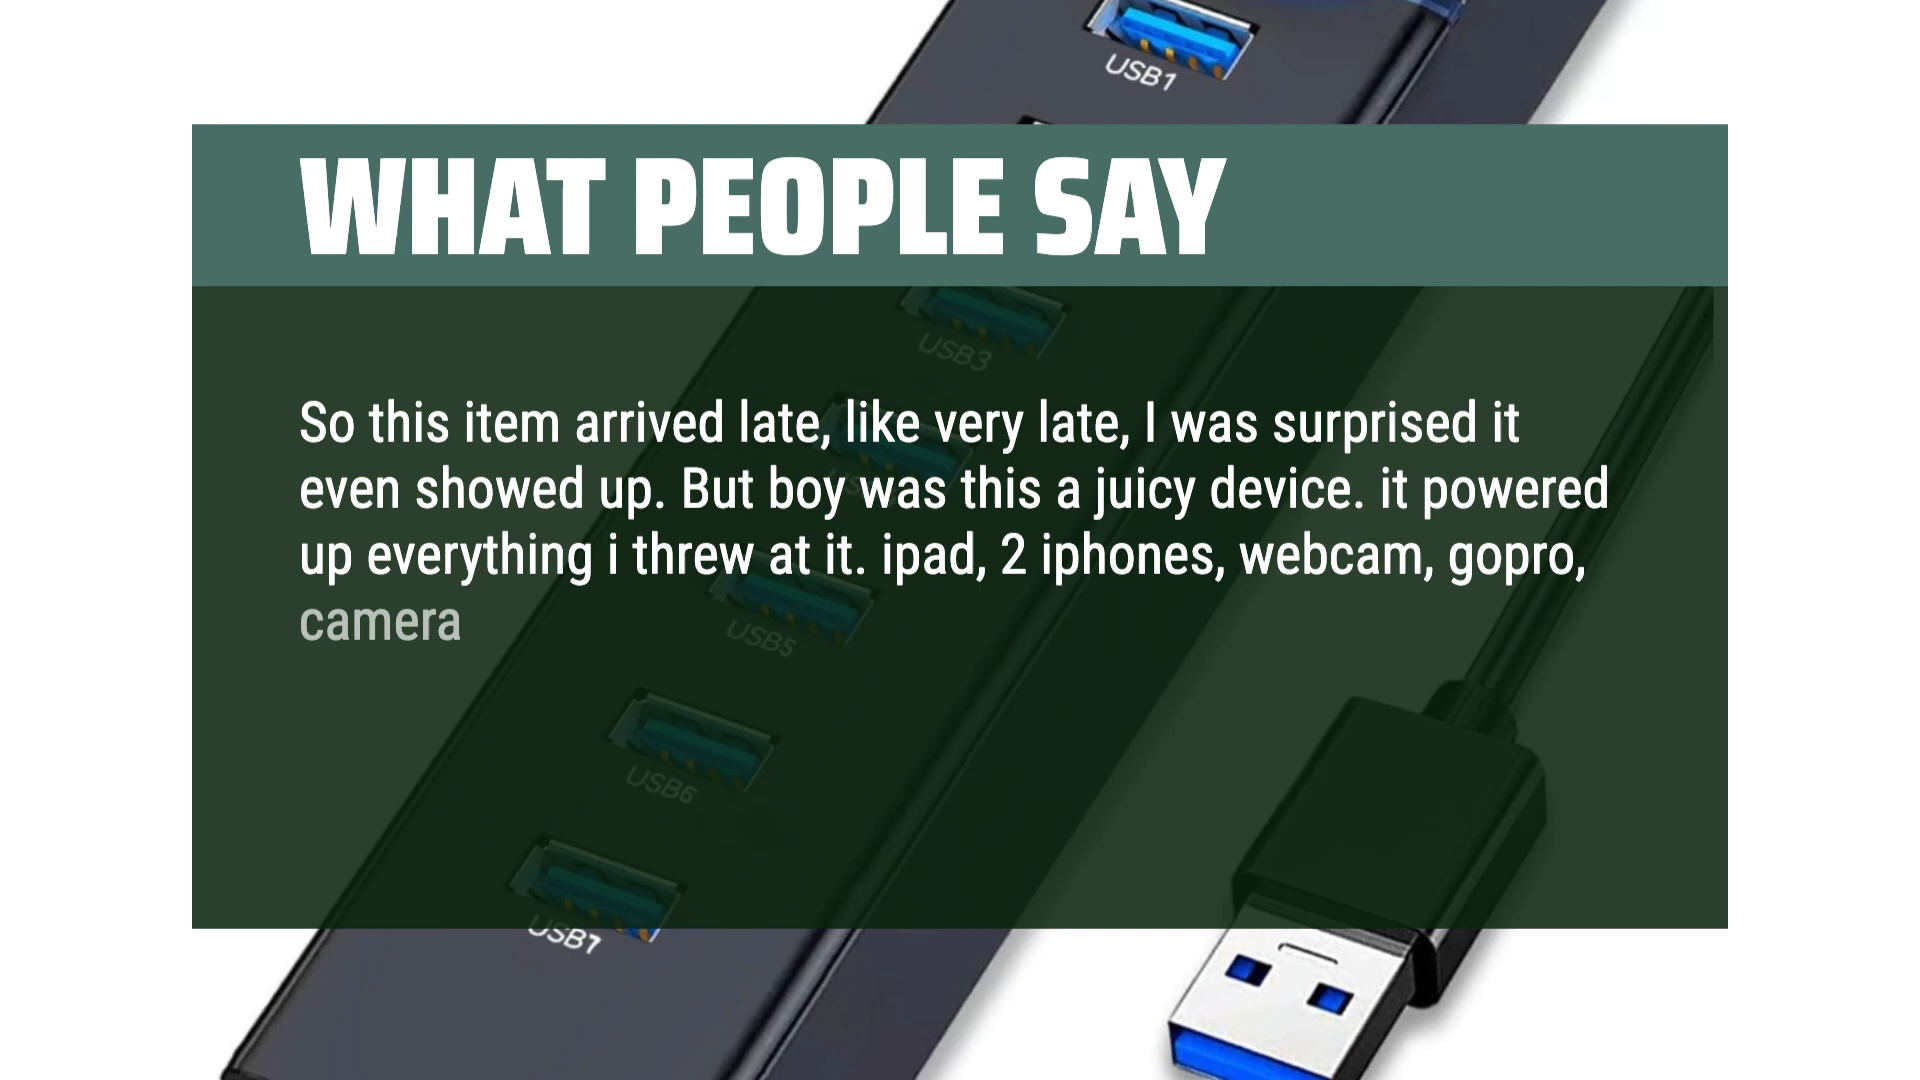 USB1
WHAT PEOPLE SAY
USB3
So this item arrived late, like very late, I was surprised it
even showed up. But boy was this a juicy device. it powered
up everything i threw at it. ipad, 2 iphones, webcam, gopro,
camera
USB5
USB6
USB7